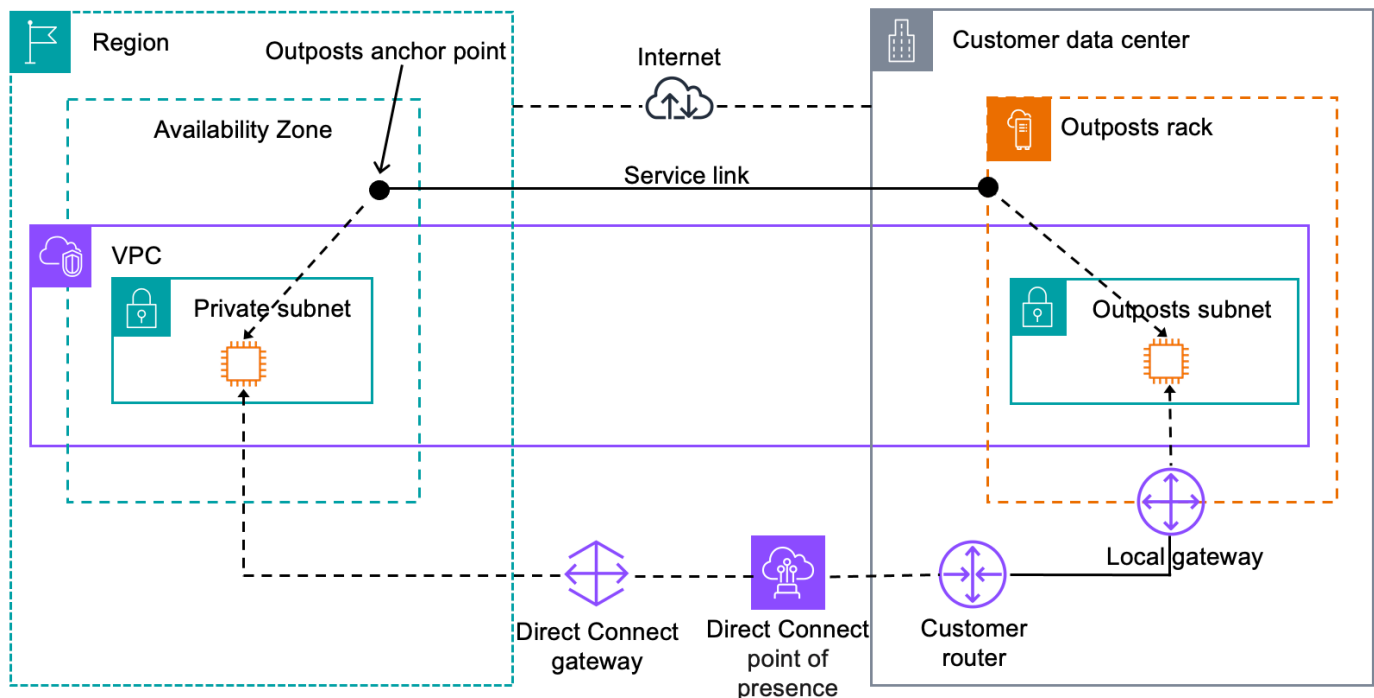 Region
Outposts anchor point
Internet
Customer data center
Availability Zone
Outposts rack
Service link
VPC
Private subnet
Outposts subnet
Local gateway
Direct Connect
gateway
Direct Connect
point of
presence
Customer
router